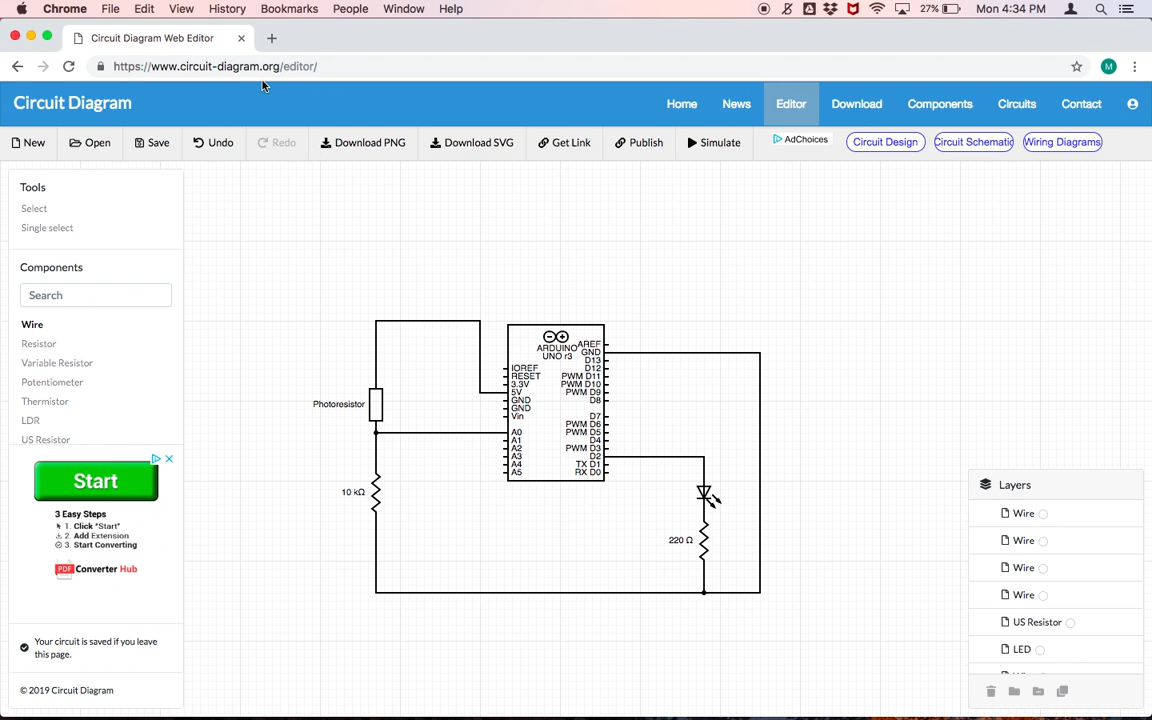 Chrome File Edit View History Bookmarks People Window Help 27% Mon 4:34 PM
Circuit Diagram Web Editor
https://www.circuit-diagram.org/editor/ M
Circuit Diagram Home News Editor Download Components Circuits Contact
New Open Save Undo Redo Download PNG Download SVG Get Link Publish Simulate AdChoices Circuit Design Circuit Schematic Wiring Diagrams
Tools
Select
Single select
Components
Search
Wire
Resistor
Variable Resistor
Potentiometer
Thermistor
LDR
US Resistor
Start
3 Easy Steps
1. Click "Start"
2. Add Extension
3. Start Converting
PDF Converter Hub
Your circuit is saved if you leave
this page.
© 2019 Circuit Diagram
ARDUINO
UNO r3
IOREF
RESET
3.3V
5V
GND
GND
Vin
A0
A1
A2
A3
A4
A5
AREF
GND
D13
D12
PWM D11
PWM D10
PWM D9
D8
D7
PWM D6
PWM D5
D4
PWM D3
D2
TX D1
RX D0
Photoresistor
10 kΩ
220 Ω
Layers
Wire
Wire
Wire
Wire
US Resistor
LED